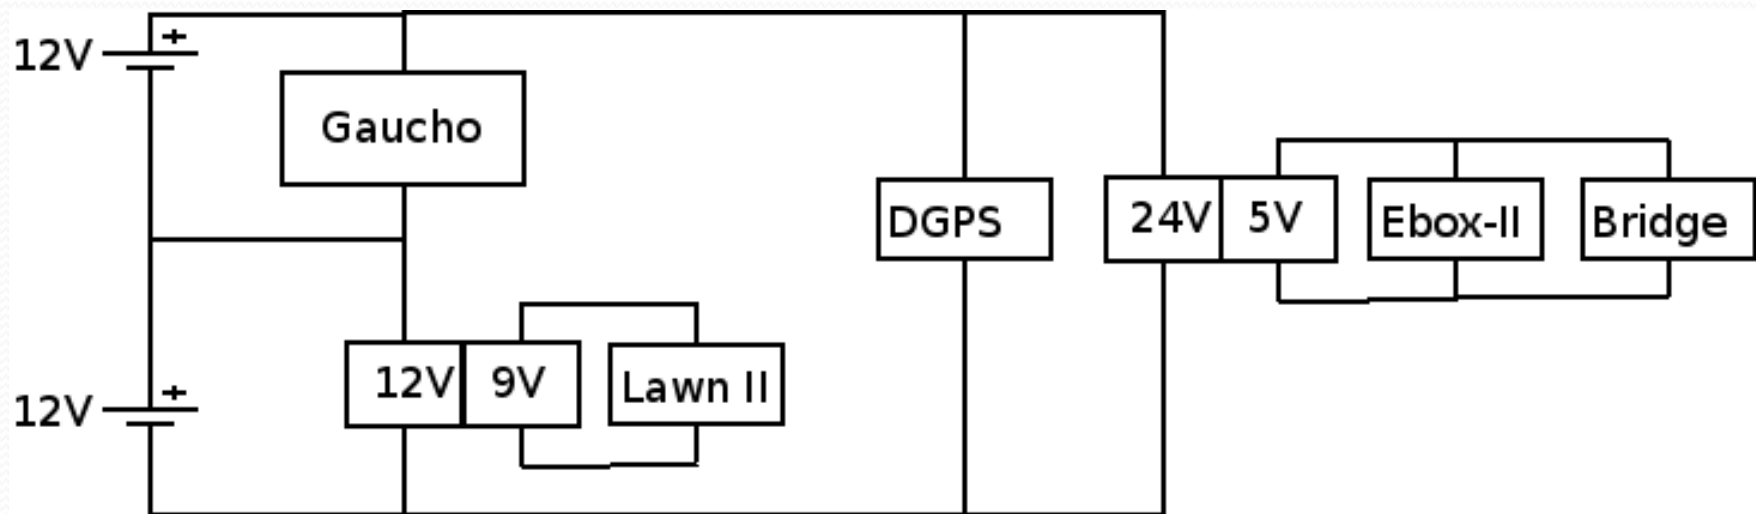 12V
+
Gaucho
DGPS
24V
5V
Ebox-II
Bridge
12V
+
12V
9V
Lawn II